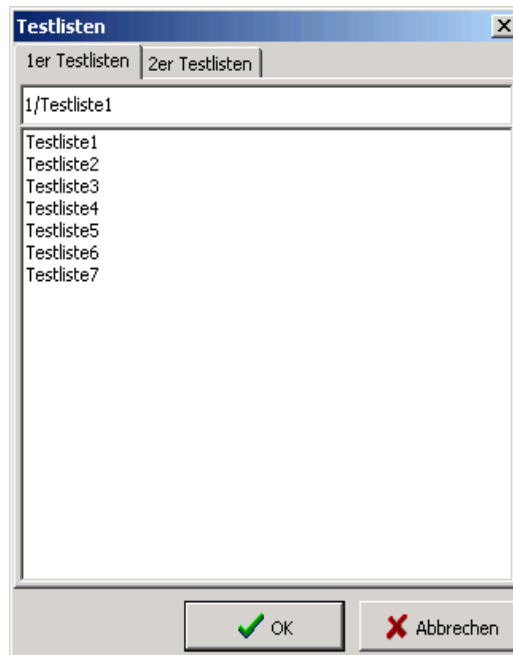 Testlisten
1er Testlisten 2er Testlisten
1/Testliste1
Testliste1
Testliste2
Testliste3
Testliste4
Testliste5
Testliste6
Testliste7
OK Abbrechen